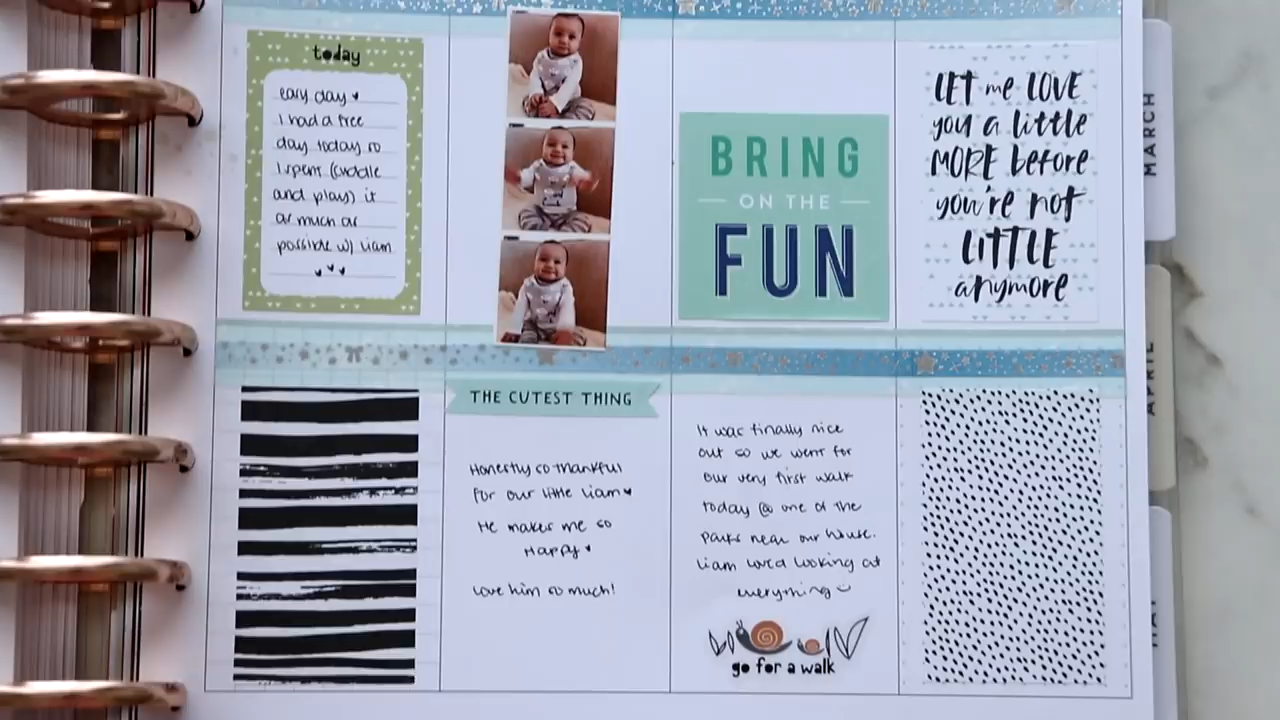 today
easy day
I had a free
day today so
I spent (cuddle
and plays) it
as much as
possible w/ Liam
BRING
ON THE
FUN
LET me LOVE
you a little
MORE before
you're not
LITTLE
anymore
THE CUTEST THING
Honestly so thankful
for our little Liam
He makes me so
Happy
Love him so much!
It was finally nice
out so we went for
our very first walk
today @ one of the
parks near our house.
Liam loved looking at
everything
go for a walk
MARCH
APRIL
MAY